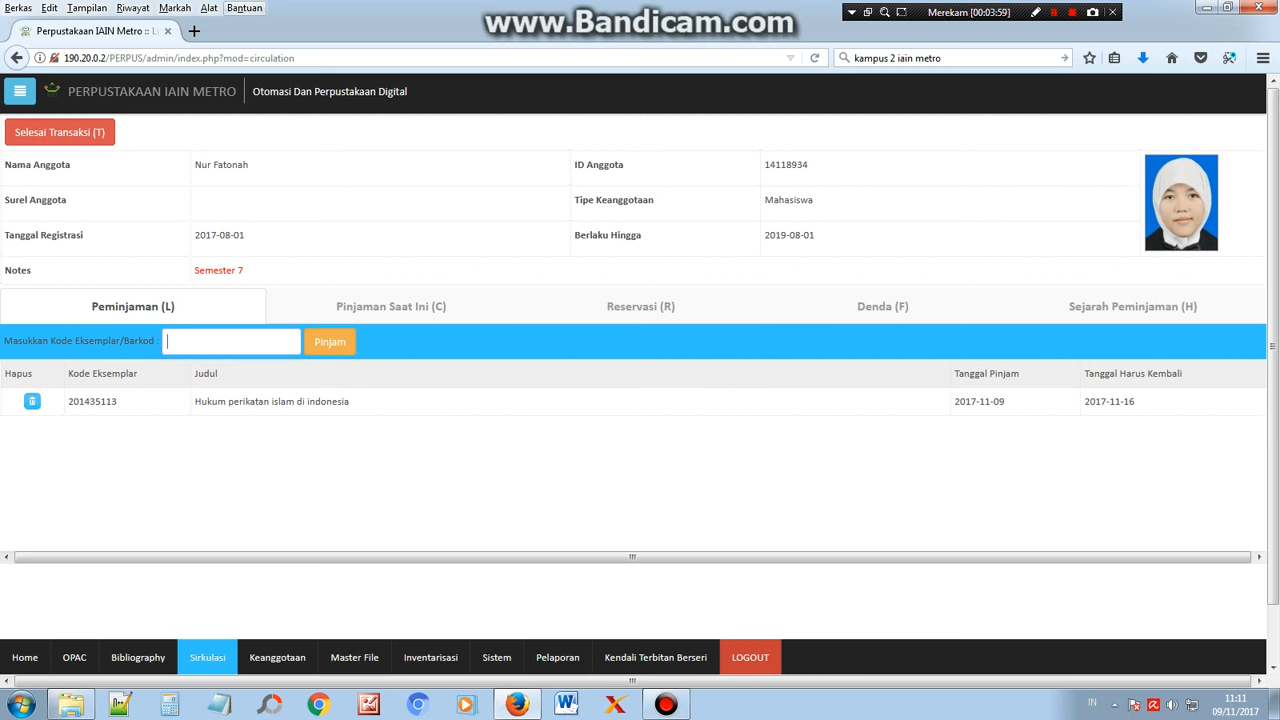 Berkas Edit Tampilan Riwayat Markah Alat Bantuan
www.Bandicam.com
Merekam [00:03:59]
Perpustakaan IAIN Metro :: L
190.20.0.2/PERPUS/admin/index.php?mod=circulation
kampus 2 iain metro
PERPUSTAKAAN IAIN METRO Otomasi Dan Perpustakaan Digital
Selesai Transaksi (T)
Nama Anggota Nur Fatonah ID Anggota 14118934
Surel Anggota Tipe Keanggotaan Mahasiswa
Tanggal Registrasi 2017-08-01 Berlaku Hingga 2019-08-01
Notes Semester 7
Peminjaman (L) Pinjaman Saat Ini (C) Reservasi (R) Denda (F) Sejarah Peminjaman (H)
Masukkan Kode Eksemplar/Barkod : Pinjam
Hapus Kode Eksemplar Judul Tanggal Pinjam Tanggal Harus Kembali
201435113 Hukum perikatan islam di indonesia 2017-11-09 2017-11-16
Home OPAC Bibliography Sirkulasi Keanggotaan Master File Inventarisasi Sistem Pelaporan Kendali Terbitan Berseri LOGOUT
IN 11:11
09/11/2017